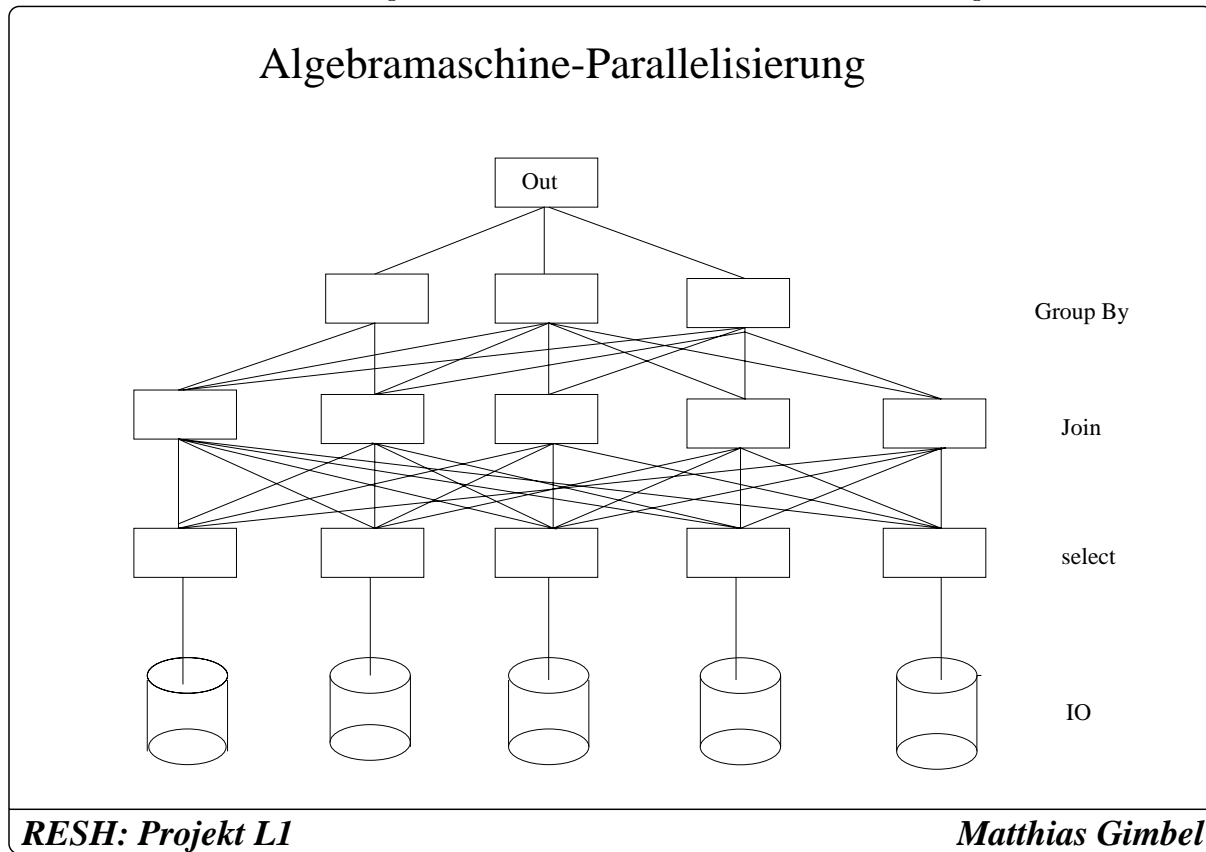 Algebramaschine-Parallelisierung
Out
Group By
Join
select
IO
RESH: Projekt L1
Matthias Gimbel